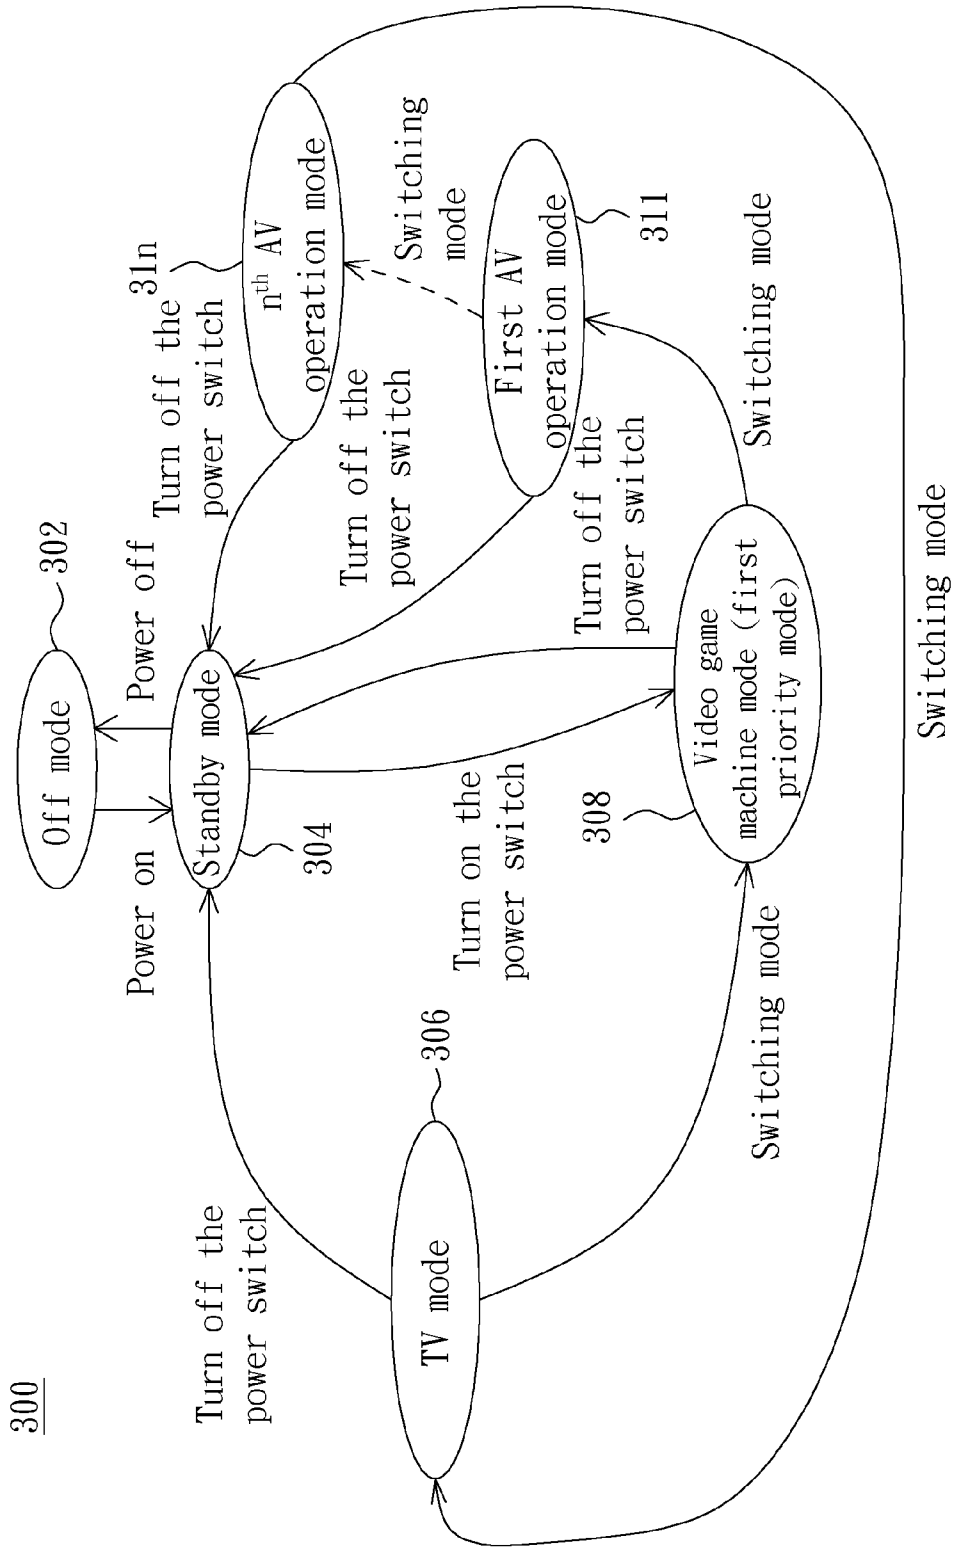 300
302
Off mode
Power on
Power off
Standby mode
304
Turn off the
power switch
31n
nth AV
operation mode
Switching
mode
Turn off the
power switch
First AV
operation mode
311
Turn off the
power switch
Turn on the
power switch
Turn off the
power switch
306
TV mode
308
Video game
machine mode (first
priority mode)
Switching mode
Switching mode
Switching mode